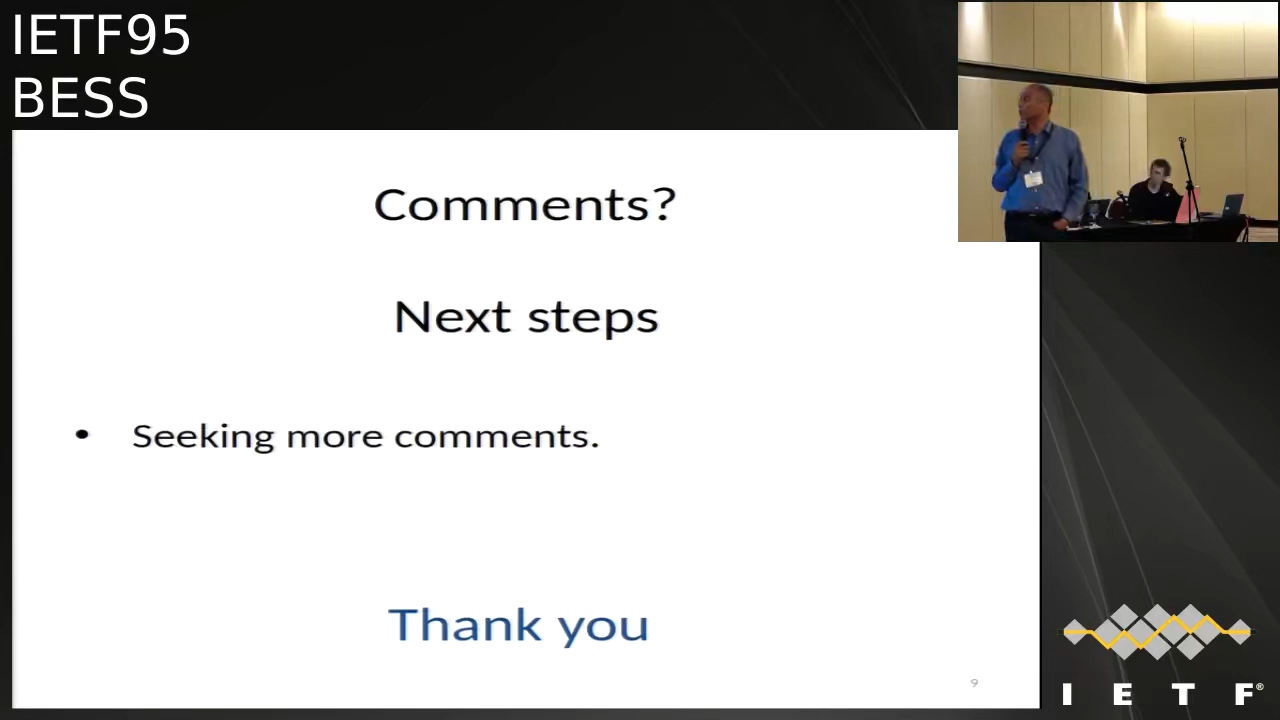 IETF95
BESS
Comments?
Next steps
• Seeking more comments.
Thank you
9
I E T F®